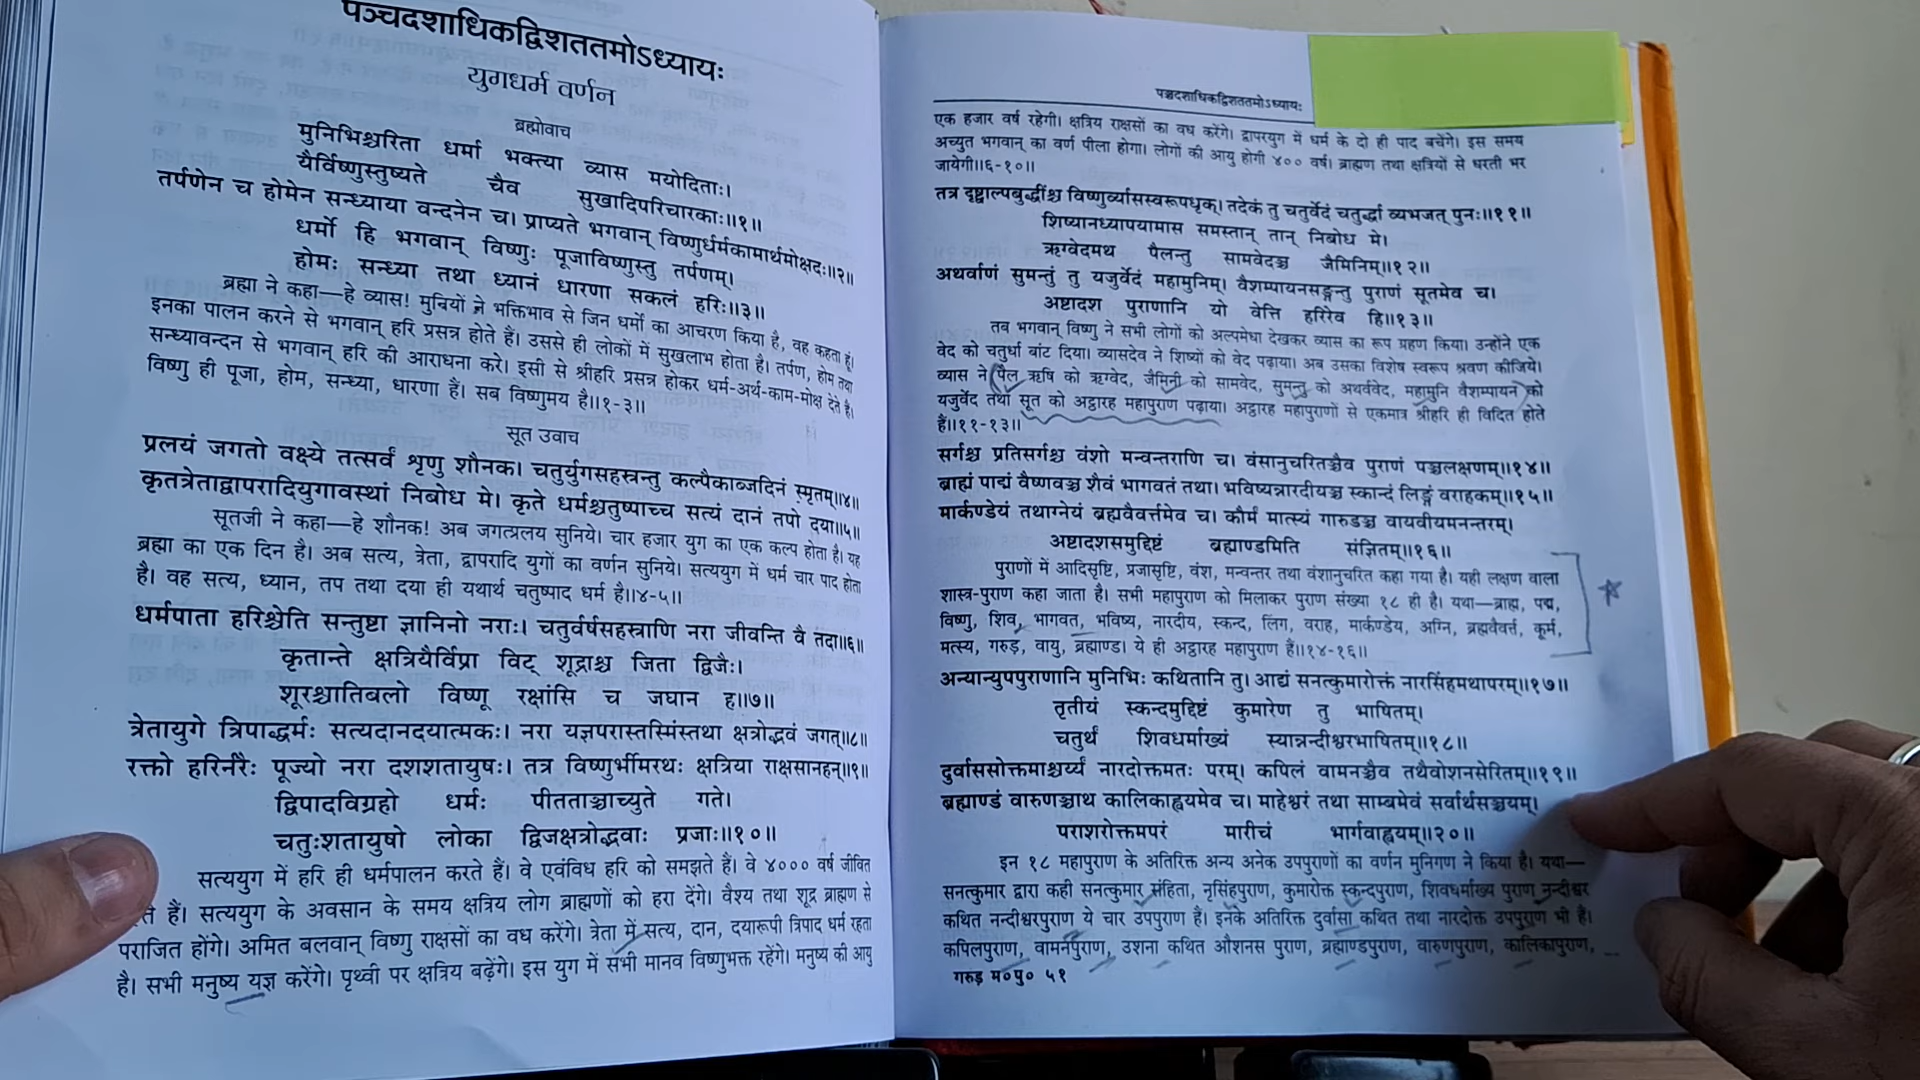 पञ्चदशाधिकद्विशततमोऽध्यायः
युगधर्म वर्णन
ब्रह्मोवाच
मुनिभिश्चरिता धर्मा भक्त्या व्यास मयोदिताः।
यैर्विष्णुस्तुष्यते चैव सुखादिपरिचारकाः॥१॥
तर्पणेन च होमेन सन्ध्याया वन्दनेन च। प्राप्यते भगवान् विष्णुर्धर्मकामार्थमोक्षदः॥२॥
धर्मो हि भगवान् विष्णुः पूजाविष्णुस्तु तर्पणम्।
होमः सन्ध्या तथा ध्यानं धारणा सकलं हरिः॥३॥
ब्रह्मा ने कहा—हे व्यास! मुनियों ने भक्तिभाव से जिन धर्मों का आचरण किया है, वह कहता हूं।
इनका पालन करने से भगवान् हरि प्रसन्न होते हैं। उससे ही लोकों में सुखलाभ होता है। तर्पण, होम तथा
सन्ध्यावन्दन से भगवान् हरि की आराधना करे। इसी से श्रीहरि प्रसन्न होकर धर्म-अर्थ-काम-मोक्ष देते हैं।
विष्णु ही पूजा, होम, सन्ध्या, धारणा हैं। सब विष्णुमय है॥१-३॥
सूत उवाच
प्रलयं जगतो वक्ष्ये तत्सर्वं शृणु शौनक। चतुर्युगसहस्रन्तु कल्पैकाब्जदिनं स्मृतम्॥४॥
कृतत्रेताद्वापरादियुगावस्थां निबोध मे। कृते धर्मश्चतुष्पाच्च सत्यं दानं तपो दया॥५॥
सूतजी ने कहा—हे शौनक! अब जगत्प्रलय सुनिये। चार हजार युग का एक कल्प होता है। यह
ब्रह्मा का एक दिन है। अब सत्य, त्रेता, द्वापरादि युगों का वर्णन सुनिये। सत्ययुग में धर्म चार पाद होता
है। वह सत्य, ध्यान, तप तथा दया ही यथार्थ चतुष्पाद धर्म है॥४-५॥
धर्मपाता हरिश्चेति सन्तुष्टा ज्ञानिनो नराः। चतुर्वर्षसहस्त्राणि नरा जीवन्ति वै तदा॥६॥
कृतान्ते क्षत्रियैर्विप्रा विट् शूद्राश्च जिता द्विजैः।
शूरश्चातिबलो विष्णू रक्षांसि च जघान ह॥७॥
त्रेतायुगे त्रिपाद्धर्मः सत्यदानदयात्मकः। नरा यज्ञपरास्तस्मिंस्तथा क्षत्रोद्भवं जगत्॥८॥
रक्तो हरिर्नरैः पूज्यो नरा दशशतायुषः। तत्र विष्णुर्भीमरथः क्षत्रिया राक्षसानहन्॥९॥
द्विपादविग्रहो धर्मः पीतताञ्चाच्युते गते।
चतुःशतायुषो लोका द्विजक्षत्रोद्भवाः प्रजाः॥१०॥
सत्ययुग में हरि ही धर्मपालन करते हैं। वे एवंविध हरि को समझते हैं। वे ४००० वर्ष जीवित
हैं। सत्ययुग के अवसान के समय क्षत्रिय लोग ब्राह्मणों को हरा देंगे। वैश्य तथा शूद्र ब्राह्मण से
पराजित होंगे। अमित बलवान् विष्णु राक्षसों का वध करेंगे। त्रेता में सत्य, दान, दयारूपी त्रिपाद धर्म रहता
है। सभी मनुष्य यज्ञ करेंगे। पृथ्वी पर क्षत्रिय बढ़ेंगे। इस युग में सभी मानव विष्णुभक्त रहेंगे। मनुष्य की आयु
पञ्चदशाधिकद्विशततमोऽध्यायः
एक हजार वर्ष रहेगी। क्षत्रिय राक्षसों का वध करेंगे। द्वापरयुग में धर्म के दो ही पाद बचेंगे। इस समय
अच्युत भगवान् का वर्ण पीला होगा। लोगों की आयु होगी ४०० वर्ष। ब्राह्मण तथा क्षत्रियों से धरती भर
जायेगी॥६-१०॥
तत्र दृष्ट्वाल्पबुद्धींश्च विष्णुर्व्यासस्वरूपधृक्। तदेकं तु चतुर्वेदं चतुर्द्धा व्यभजत् पुनः॥११॥
शिष्यानध्यापयामास समस्तान् तान् निबोध मे।
ऋग्वेदमथ पैलन्तु सामवेदञ्च जैमिनिम्॥१२॥
अथर्वाणं सुमन्तुं तु यजुर्वेदं महामुनिम्। वैशम्पायनसङ्गन्तु पुराणं सूतमेव च।
अष्टादश पुराणानि यो वेत्ति हरिरेव हि॥१३॥
तब भगवान् विष्णु ने सभी लोगों को अल्पमेधा देखकर व्यास का रूप ग्रहण किया। उन्होंने एक
वेद को चतुर्धा बांट दिया। व्यासदेव ने शिष्यों को वेद पढ़ाया। अब उसका विशेष स्वरूप श्रवण कीजिये।
व्यास ने पैल ऋषि को ऋग्वेद, जैमिनी को सामवेद, सुमन्तु को अथर्ववेद, महामुनि वैशम्पायन को
यजुर्वेद तथा सूत को अट्ठारह महापुराण पढ़ाया। अट्ठारह महापुराणों से एकमात्र श्रीहरि ही विदित होते
हैं॥११-१३॥
सर्गश्च प्रतिसर्गश्च वंशो मन्वन्तराणि च। वंसानुचरितञ्चैव पुराणं पञ्चलक्षणम्॥१४॥
ब्राह्मं पाद्मं वैष्णवञ्च शैवं भागवतं तथा। भविष्यन्नारदीयञ्च स्कान्दं लिङ्गं वराहकम्॥१५॥
मार्कण्डेयं तथाग्नेयं ब्रह्मवैवर्त्तमेव च। कौर्मं मात्स्यं गारुडञ्च वायवीयमनन्तरम्।
अष्टादशसमुद्दिष्टं ब्रह्माण्डमिति संज्ञितम्॥१६॥
पुराणों में आदिसृष्टि, प्रजासृष्टि, वंश, मन्वन्तर तथा वंशानुचरित कहा गया है। यही लक्षण वाला
शास्त्र-पुराण कहा जाता है। सभी महापुराण को मिलाकर पुराण संख्या १८ ही है। यथा—ब्राह्म, पद्म,
विष्णु, शिव, भागवत, भविष्य, नारदीय, स्कन्द, लिंग, वराह, मार्कण्डेय, अग्नि, ब्रह्मवैवर्त्त, कूर्म,
मत्स्य, गरुड़, वायु, ब्रह्माण्ड। ये ही अट्ठारह महापुराण हैं॥१४-१६॥
अन्यान्युपपुराणानि मुनिभिः कथितानि तु। आद्यं सनत्कुमारोक्तं नारसिंहमथापरम्॥१७॥
तृतीयं स्कन्दमुद्दिष्टं कुमारेण तु भाषितम्।
चतुर्थं शिवधर्माख्यं स्यान्नन्दीश्वरभाषितम्॥१८॥
दुर्वाससोक्तमाश्चर्य्यं नारदोक्तमतः परम्। कपिलं वामनञ्चैव तथैवोशनसेरितम्॥१९॥
ब्रह्माण्डं वारुणञ्चाथ कालिकाह्वयमेव च। माहेश्वरं तथा साम्बमेवं सर्वार्थसञ्चयम्।
पराशरोक्तमपरं मारीचं भार्गवाह्वयम्॥२०॥
इन १८ महापुराण के अतिरिक्त अन्य अनेक उपपुराणों का वर्णन मुनिगण ने किया है। यथा—
सनत्कुमार द्वारा कही सनत्कुमार संहिता, नृसिंहपुराण, कुमारोक्त स्कन्दपुराण, शिवधर्माख्य पुराण नन्दीश्वर
कथित नन्दीश्वरपुराण ये चार उपपुराण हैं। इनके अतिरिक्त दुर्वासा कथित तथा नारदोक्त उपपुराण भी हैं।
कपिलपुराण, वामनपुराण, उशना कथित औशनस पुराण, ब्रह्माण्डपुराण, वारुणपुराण, कालिकापुराण,
गरुड़ म०पु० ५१